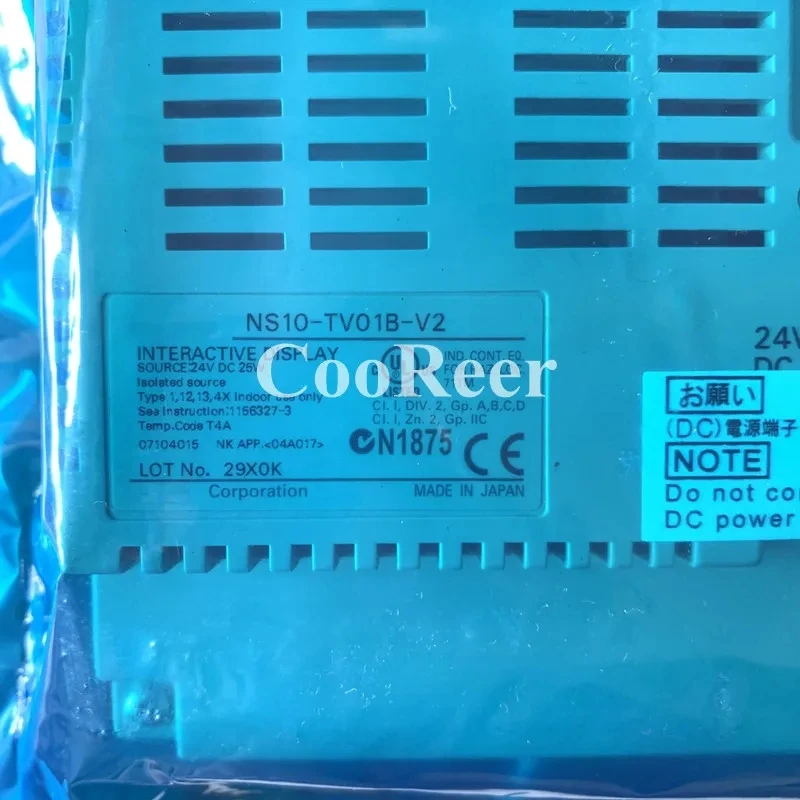 NS10-TV01B-V2
INTERACTIVE DISPLAY
SOURCE:24V DC 25W
Isolated source
Type 1,12,13,4X Indoor use only
See Instruction:1156327-3
Temp.Code T4A
07104015 NK APP.<04A017>
LOT No. 29X0K
Corporation
IND. CONT. EQ.
LISTED
Cl. I, DIV. 2, Gp. A,B,C,D
Cl. I, Zn. 2, Gp. IIC
N1875 CE
MADE IN JAPAN
CooReer
24V
DC
お願い
(DC)電源端子
NOTE
Do not co
DC power